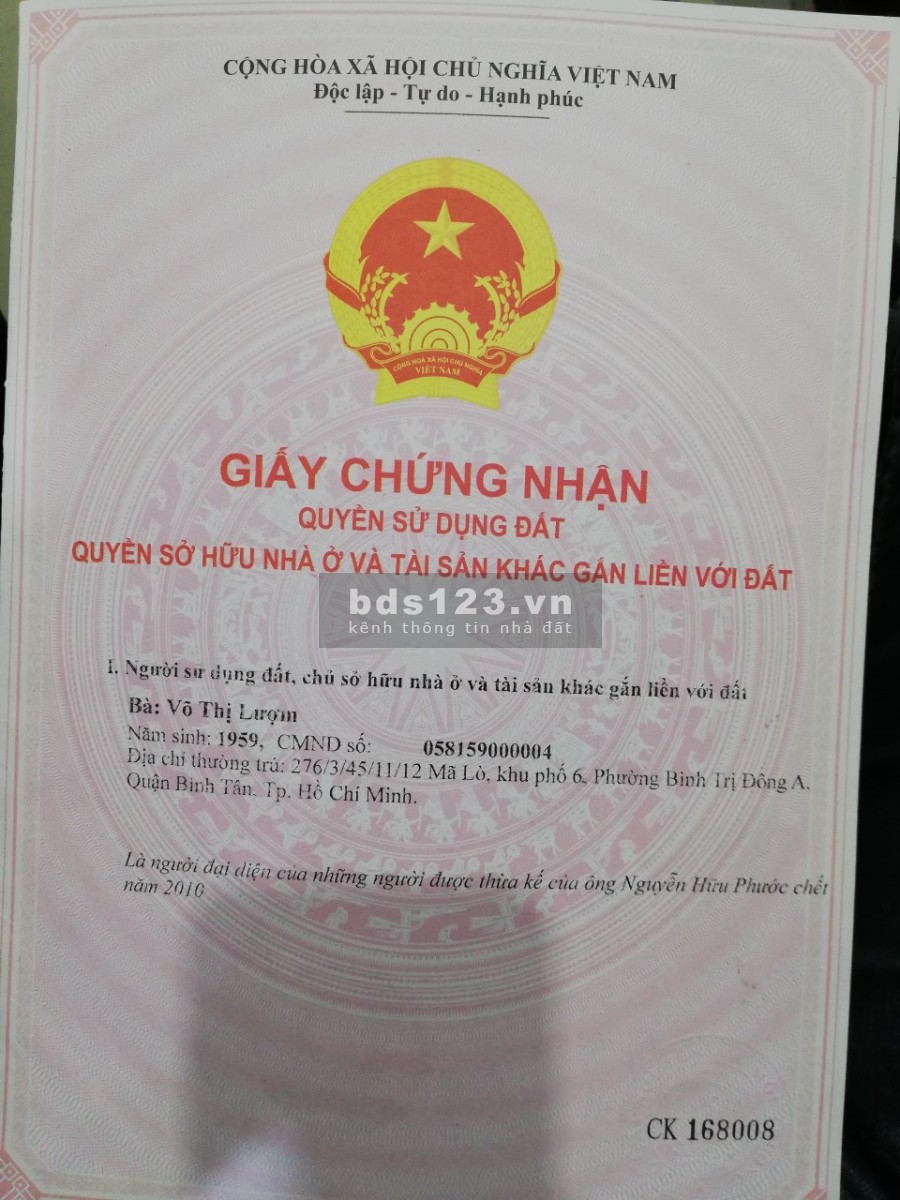 CỘNG HÒA XÃ HỘI CHỦ NGHĨA VIỆT NAM
Độc lập - Tự do - Hạnh phúc
CỘNG HOÀ XÃ HỘI CHỦ NGHĨA
VIỆT NAM
GIẤY CHỨNG NHẬN
QUYỀN SỬ DỤNG ĐẤT
QUYỀN SỞ HỮU NHÀ Ở VÀ TÀI SẢN KHÁC GẮN LIỀN VỚI ĐẤT
bds123.vn
kênh thông tin nhà đất
I. Người sử dụng đất, chủ sở hữu nhà ở và tài sản khác gắn liền với đất
Bà: Võ Thị Lượm
Năm sinh: 1959, CMND số: 058159000004
Địa chỉ thường trú: 276/3/45/11/12 Mã Lò, khu phố 6, Phường Bình Trị Đông A,
Quận Bình Tân, Tp. Hồ Chí Minh.
Là người đại diện của những người được thừa kế của ông Nguyễn Hữu Phước chết
năm 2010
CK 168008